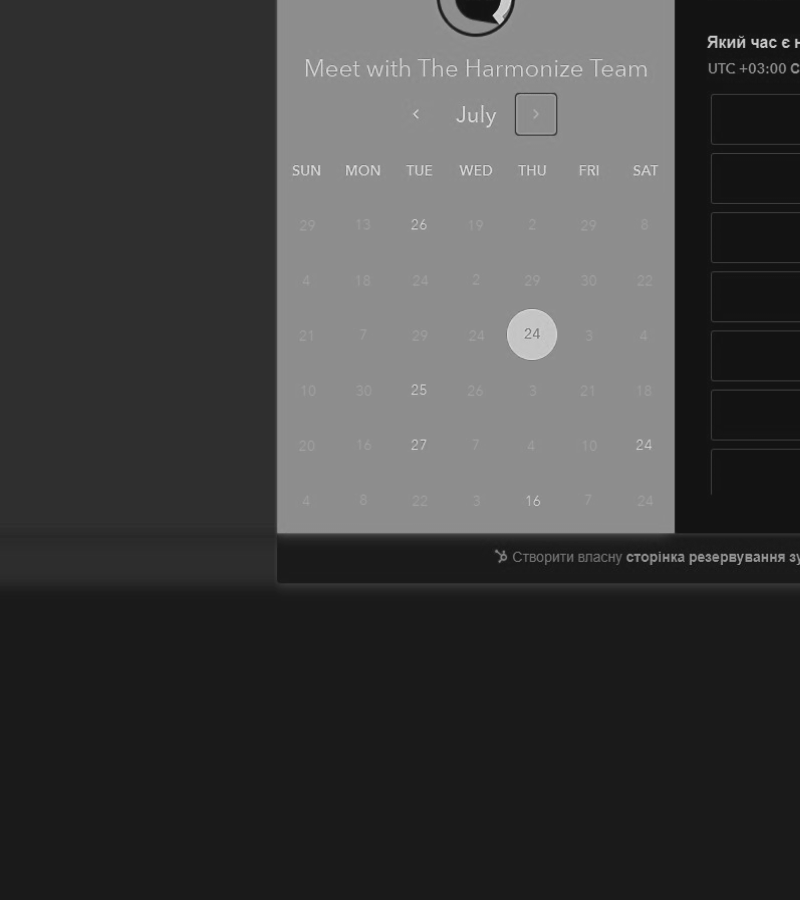 Meet with The Harmonize Team
July
SUN MON TUE WED THU FRI SAT
29 13 26 19 2 29 8
4 18 24 2 29 30 22
21 7 29 24 24 3 4
10 30 25 26 3 21 18
20 16 27 7 4 10 24
4 8 22 3 16 7 24
Який час є н
UTC +03:00 С
Створити власну сторінка резервування зу